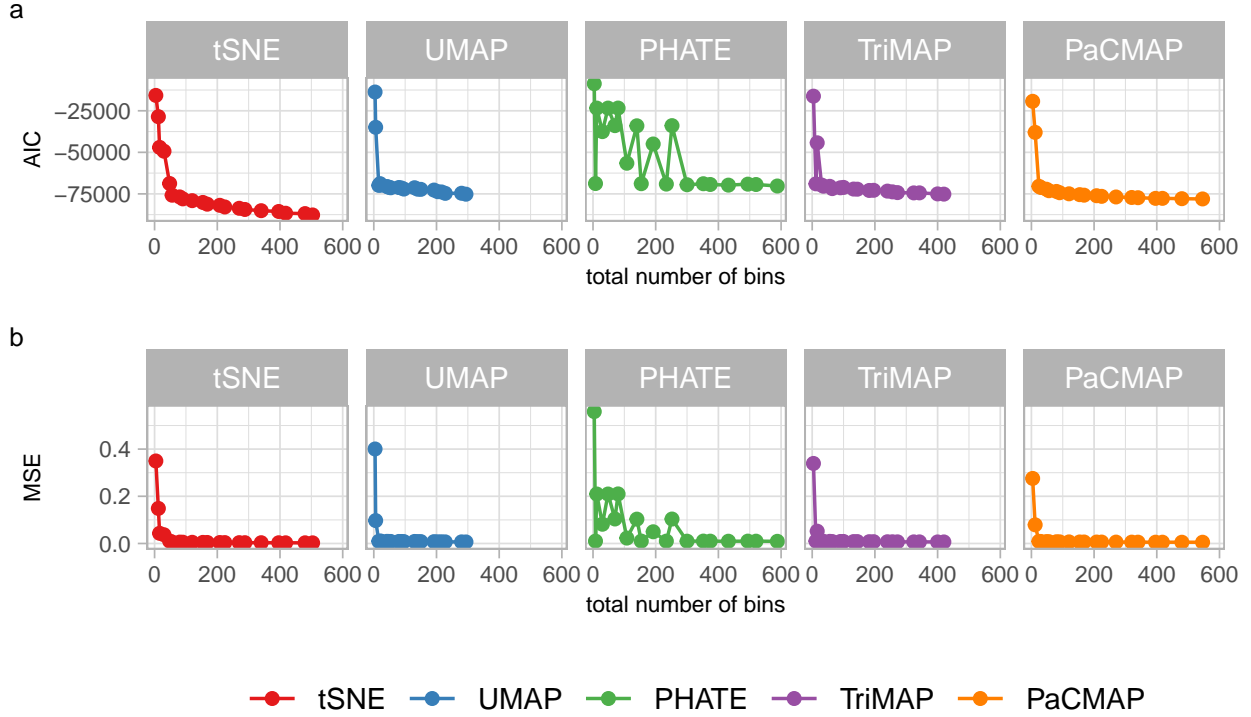 a
tSNE UMAP PHATE TriMAP PaCMAP
AIC
−25000
−50000
−75000
0 200 400 600 0 200 400 600 0 200 400 600 0 200 400 600 0 200 400 600
total number of bins
b
tSNE UMAP PHATE TriMAP PaCMAP
MSE
0.4
0.2
0.0
0 200 400 600 0 200 400 600 0 200 400 600 0 200 400 600 0 200 400 600
total number of bins
tSNE UMAP PHATE TriMAP PaCMAP